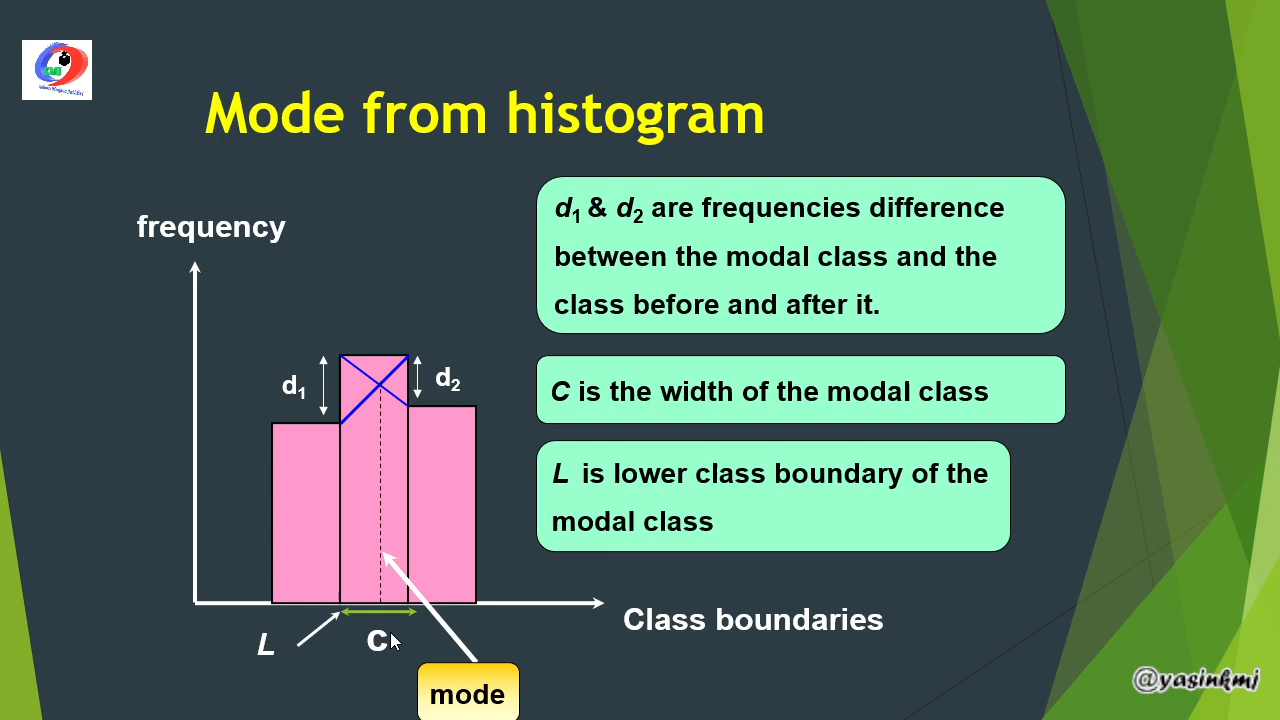 Mode from histogram
frequency
d1 & d2 are frequencies difference
between the modal class and the
class before and after it.
d1
d2
C is the width of the modal class
L is lower class boundary of the
modal class
Class boundaries
L
C
mode
@yasinkmj